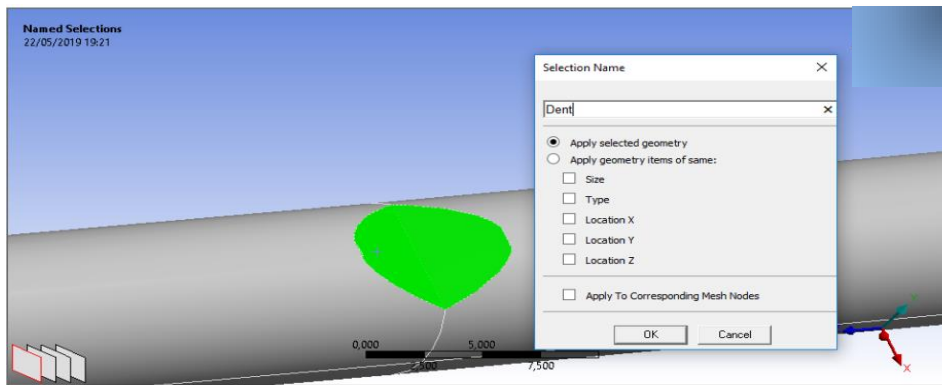 Named Selections
22/05/2019 19:21
Selection Name
Dent
Apply selected geometry
Apply geometry items of same:
Size
Type
Location X
Location Y
Location Z
Apply To Corresponding Mesh Nodes
OK Cancel
0,000 5,000
2,500 7,500
Y
X